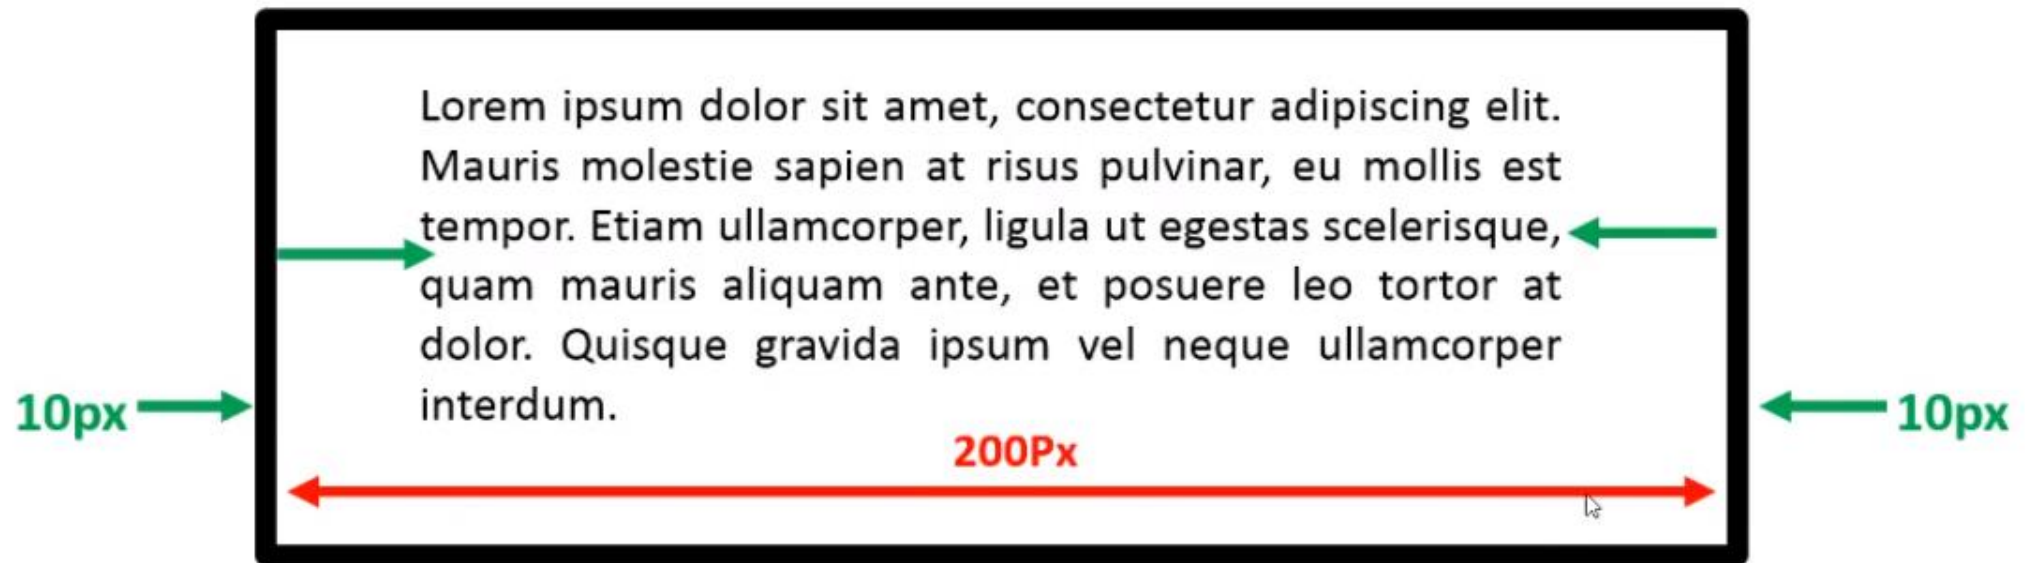 Lorem ipsum dolor sit amet, consectetur adipiscing elit.
Mauris molestie sapien at risus pulvinar, eu mollis est
tempor. Etiam ullamcorper, ligula ut egestas scelerisque,
quam mauris aliquam ante, et posuere leo tortor at
dolor. Quisque gravida ipsum vel neque ullamcorper
interdum.
10px
10px
200Px